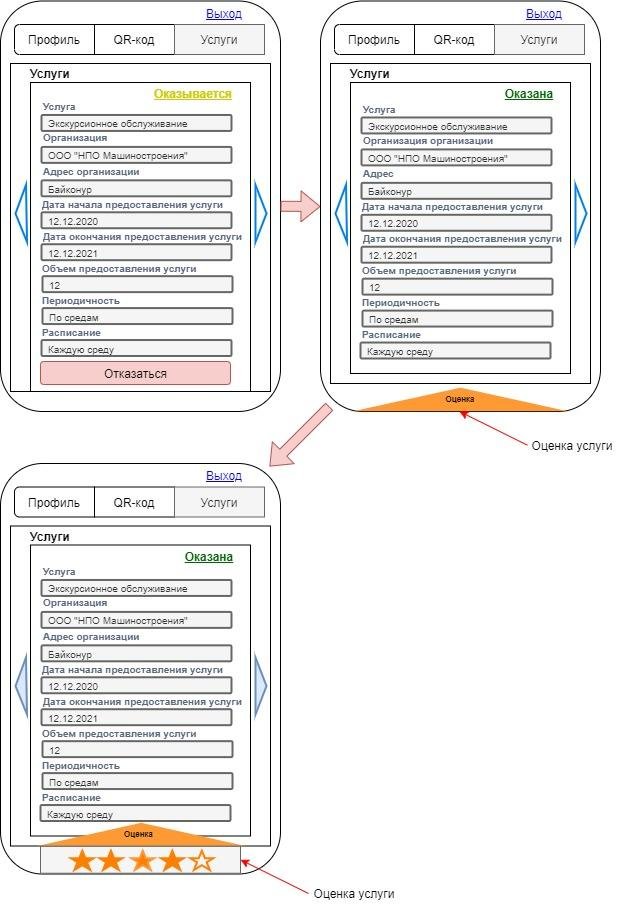 Выход
Профиль
QR-код
Услуги
Услуги
Оказывается
Услуга
Экскурсионное обслуживание
Организация
ООО "НПО Машиностроения"
Адрес организации
Байконур
Дата начала предоставления услуги
12.12.2020
Дата окончания предоставления услуги
12.12.2021
Объем предоставления услуги
12
Периодичность
По средам
Расписание
Каждую среду
Отказаться
Выход
Профиль
QR-код
Услуги
Услуги
Оказана
Услуга
Экскурсионное обслуживание
Организация организации
ООО "НПО Машиностроения"
Адрес
Байконур
Дата начала предоставления услуги
12.12.2020
Дата окончания предоставления услуги
12.12.2021
Объем предоставления услуги
12
Периодичность
По средам
Расписание
Каждую среду
Оценка
Оценка услуги
Выход
Профиль
QR-код
Услуги
Услуги
Оказана
Услуга
Экскурсионное обслуживание
Организация
ООО "НПО Машиностроения"
Адрес организации
Байконур
Дата начала предоставления услуги
12.12.2020
Дата окончания предоставления услуги
12.12.2021
Объем предоставления услуги
12
Периодичность
По средам
Расписание
Каждую среду
Оценка
Оценка услуги